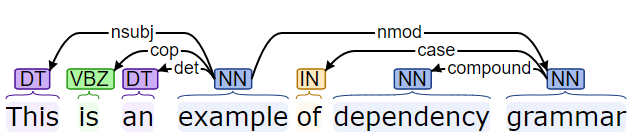 nsubj nmod
cop case
det compound
DT VBZ DT NN IN NN NN
This is an example of dependency grammar